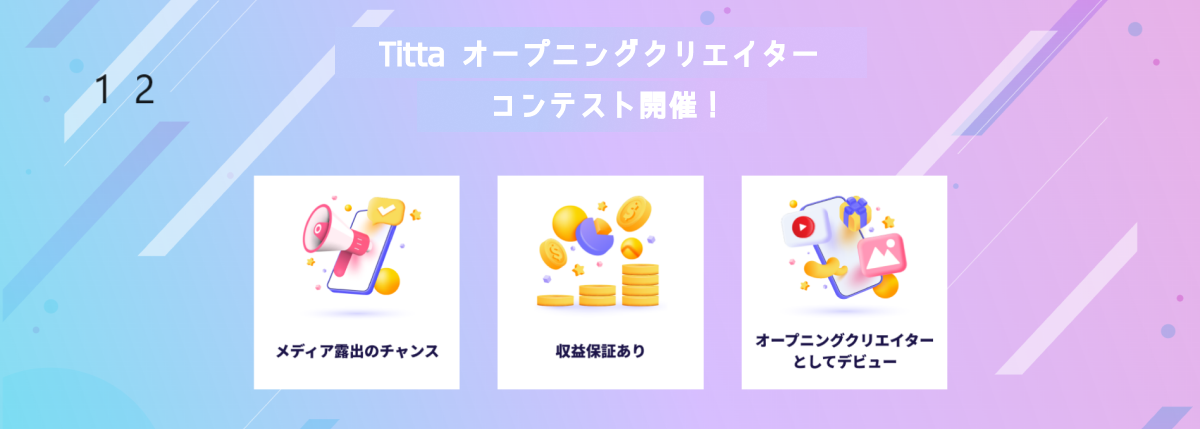 Titta オープニングクリエイター
1 2
コンテスト開催！
メディア露出のチャンス
収益保証あり
オープニングクリエイター
としてデビュー